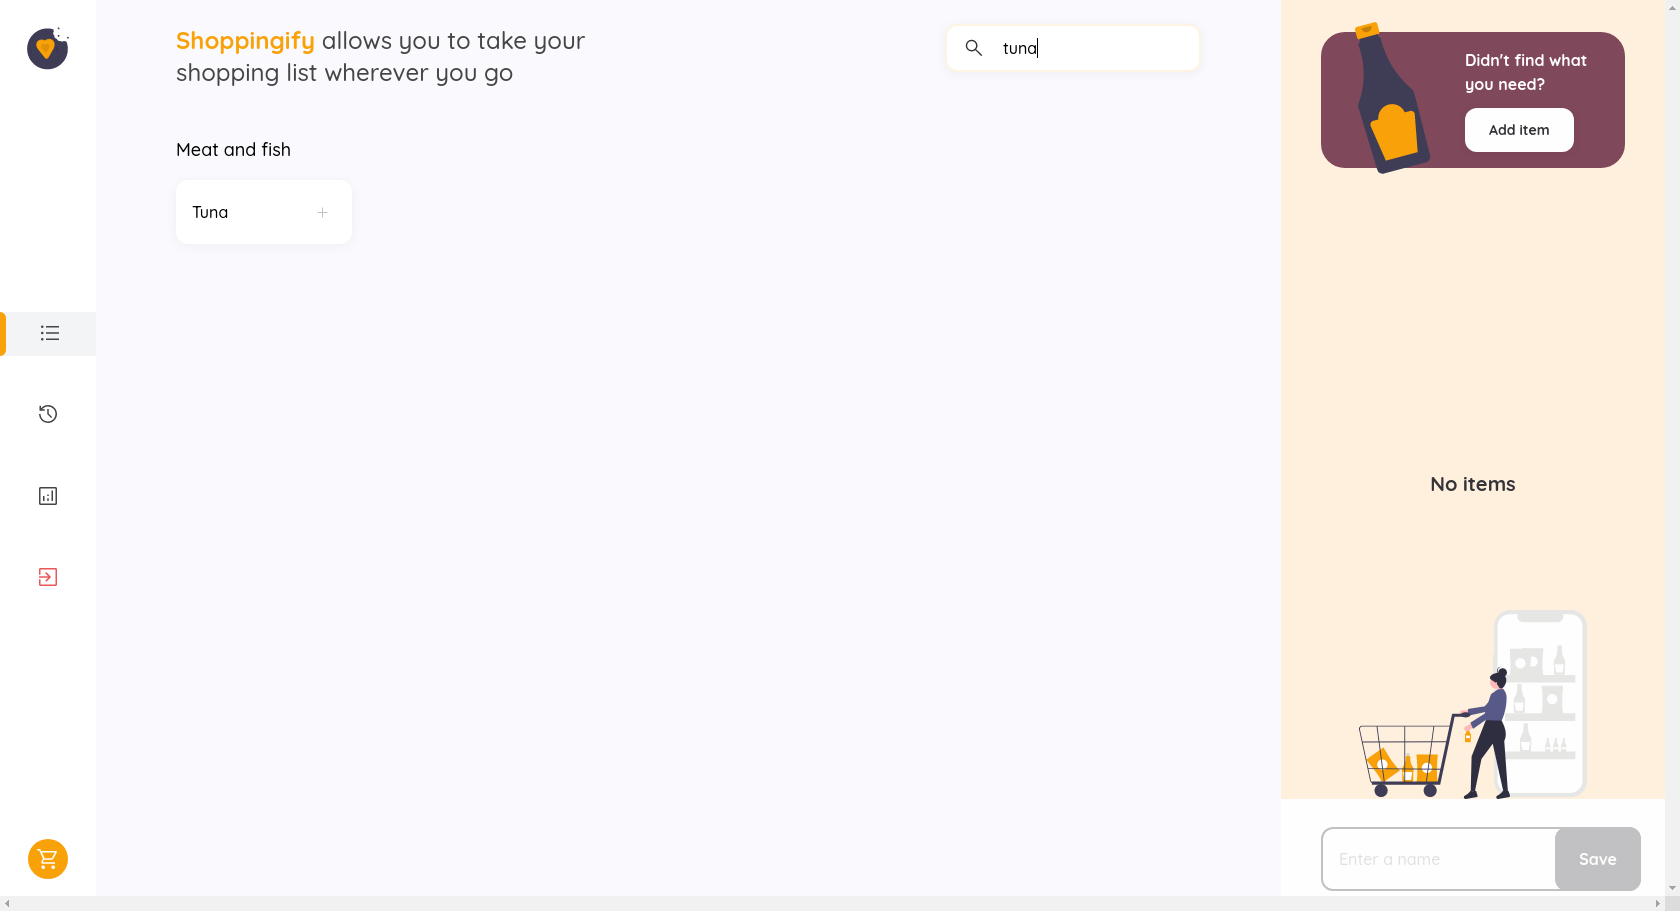 Shoppingify allows you to take your
shopping list wherever you go
tuna
Meat and fish
Tuna
Didn't find what
you need?
Add item
No items
Enter a name
Save